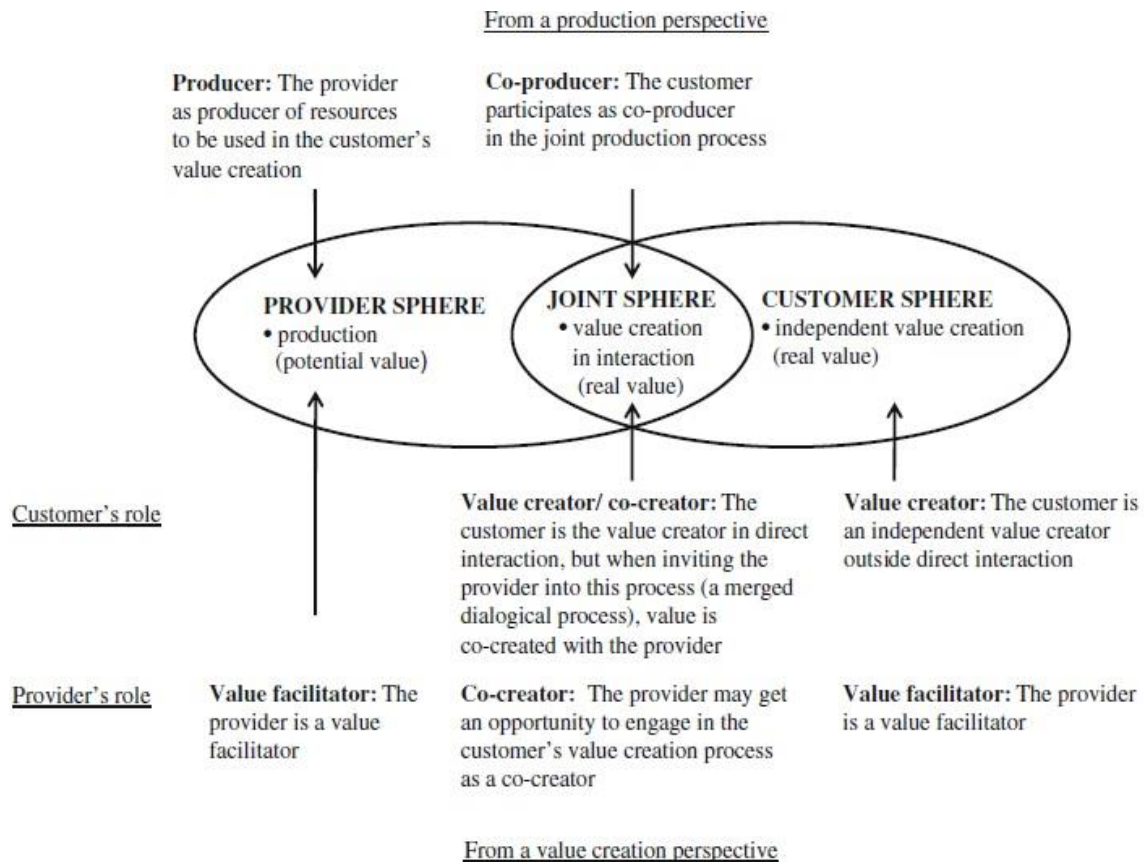 From a production perspective
Producer: The provider
as producer of resources
to be used in the customer's
value creation
Co-producer: The customer
participates as co-producer
in the joint production process
PROVIDER SPHERE
• production
(potential value)
JOINT SPHERE
• value creation
in interaction
(real value)
CUSTOMER SPHERE
• independent value creation
(real value)
Customer's role
Value creator/ co-creator: The
customer is the value creator in direct
interaction, but when inviting the
provider into this process (a merged
dialogical process), value is
co-created with the provider
Value creator: The customer is
an independent value creator
outside direct interaction
Provider's role
Value facilitator: The
provider is a value
facilitator
Co-creator: The provider may get
an opportunity to engage in the
customer's value creation process
as a co-creator
Value facilitator: The provider
is a value facilitator
From a value creation perspective